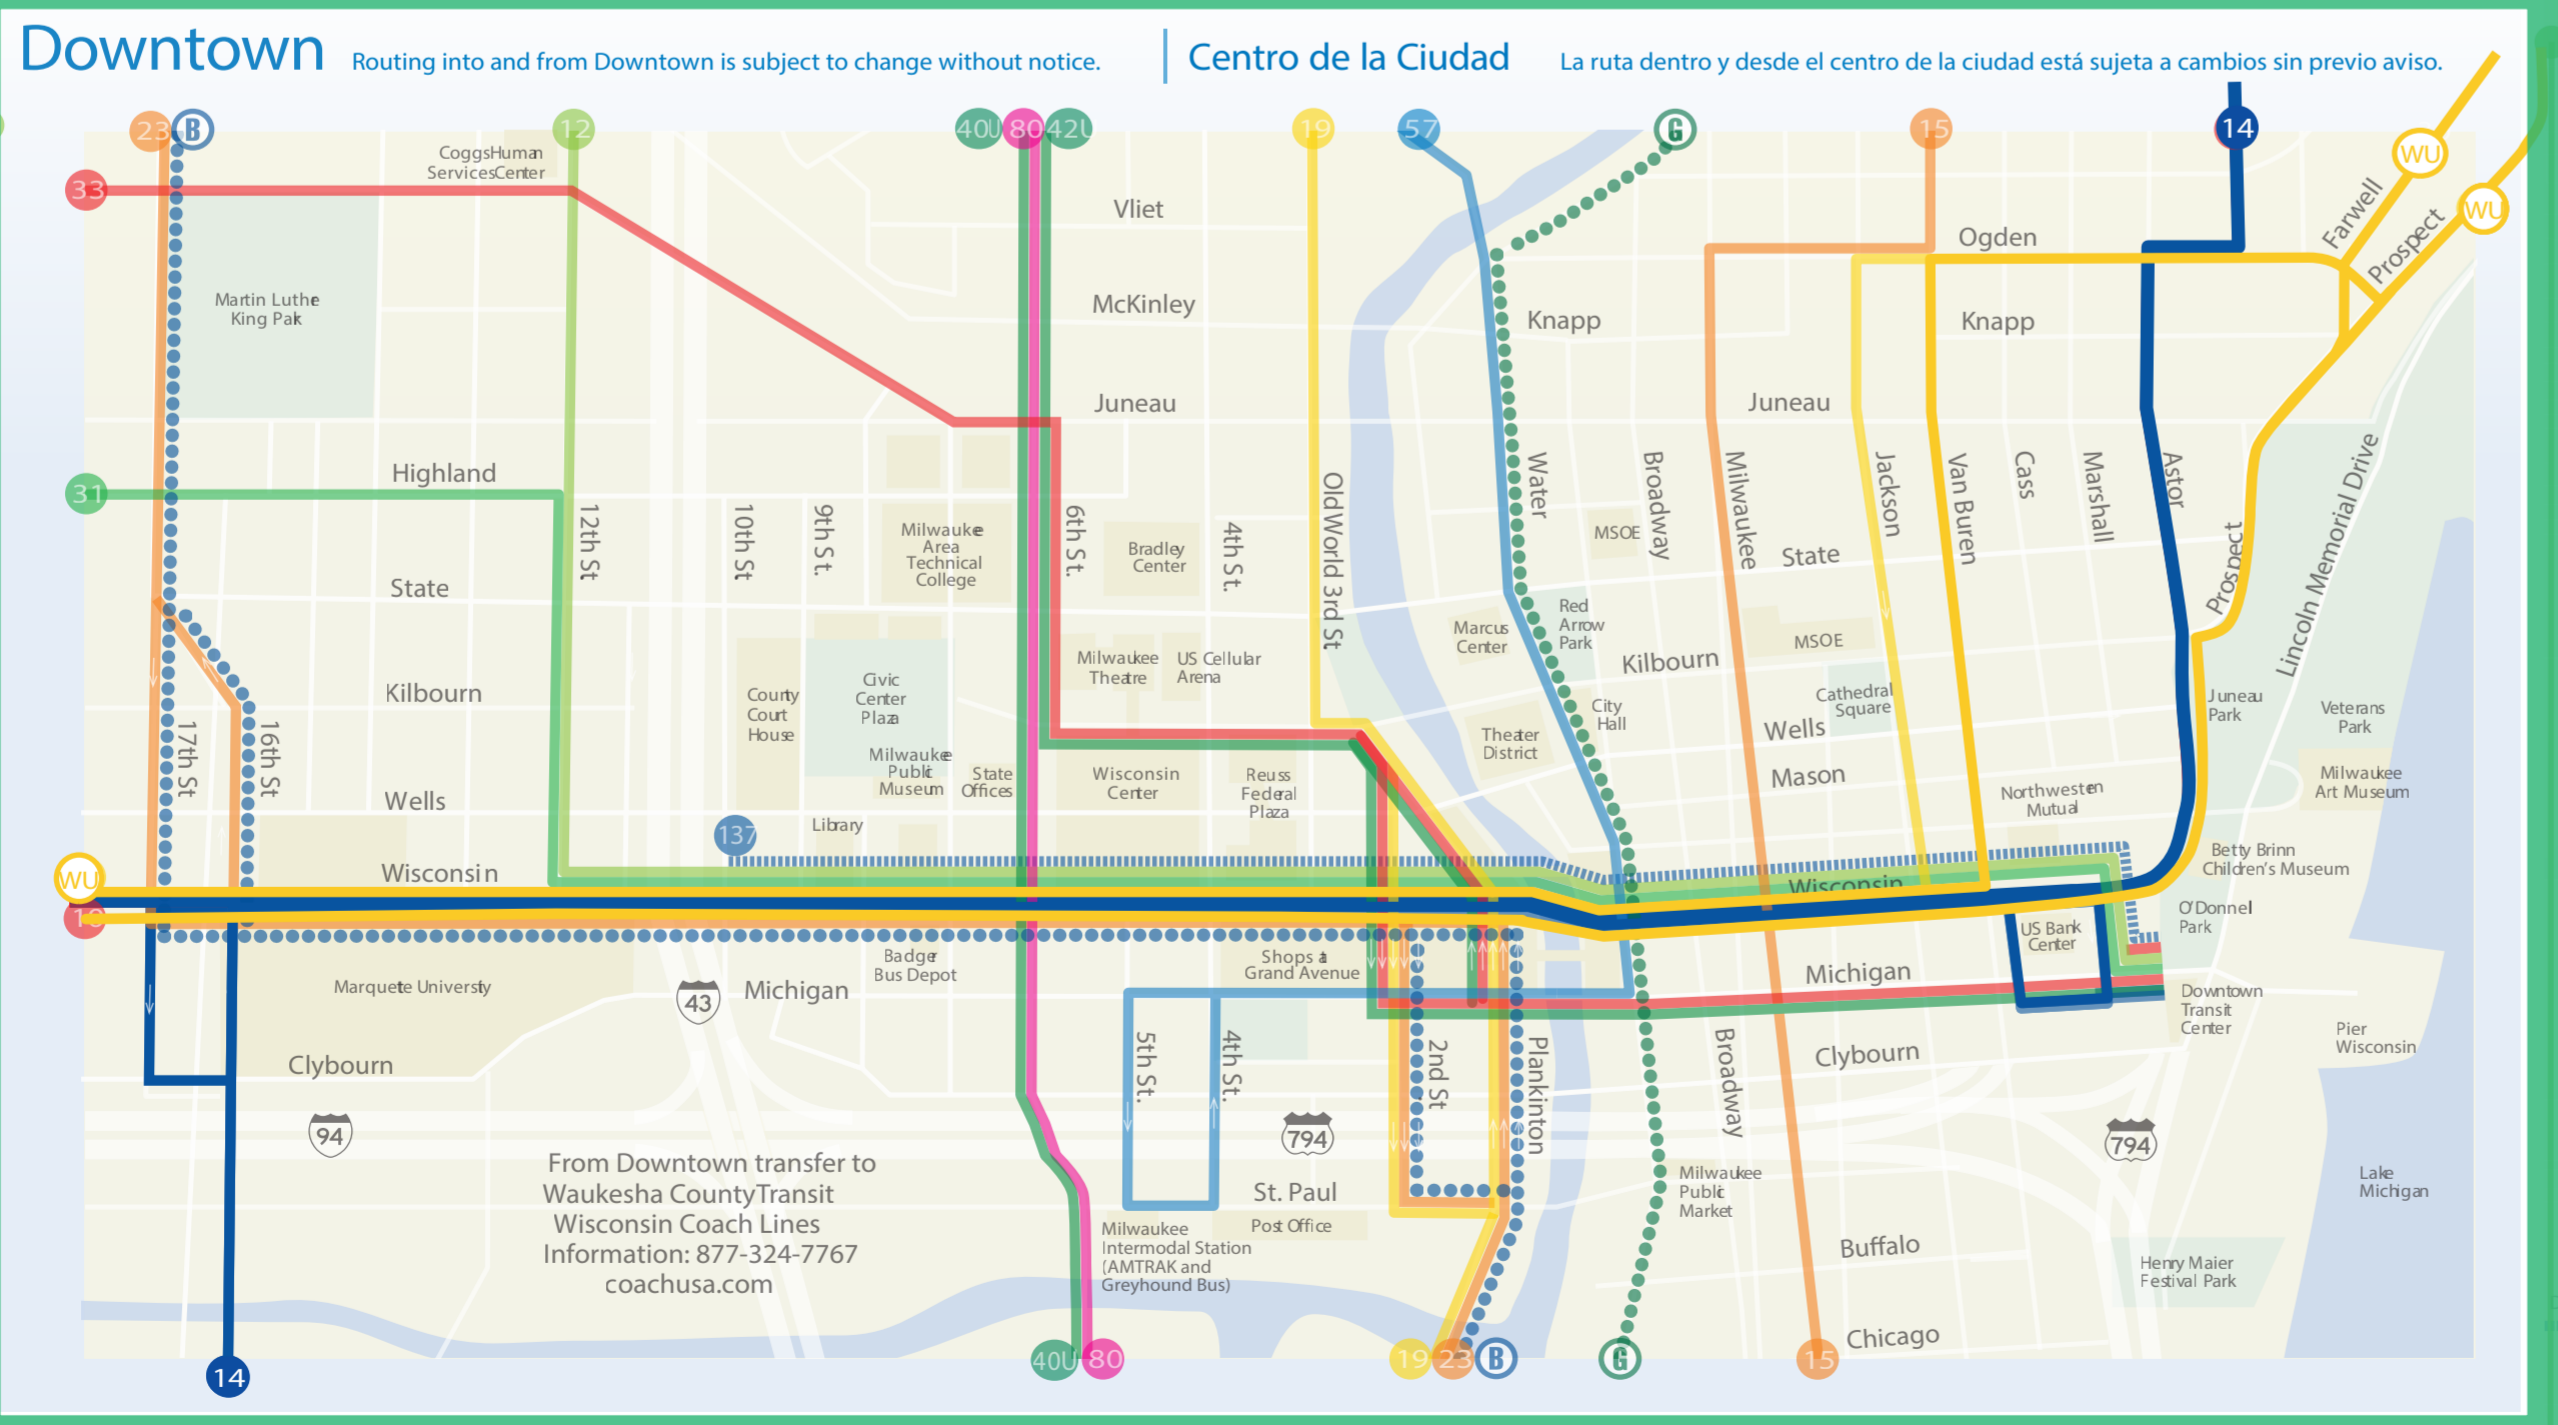 Downtown
Routing into and from Downtown is subject to change without notice.
Centro de la Ciudad
La ruta dentro y desde el centro de la ciudad está sujeta a cambios sin previo aviso.
23
B
12
40U
80
42U
19
57
G
15
14
WU
WU
33
31
Coggs Human
Services Center
Martin Luther
King Park
Vliet
McKinley
Juneau
Highland
State
Kilbourn
Wells
Wisconsin
Ogden
Farwell
Prospect
Knapp
Knapp
Juneau
12th St.
10th St.
9th St.
6th St.
4th St.
Old World 3rd St.
Water
Broadway
Milwaukee
Jackson
Van Buren
Cass
Marshall
Astor
Prospect
Lincoln Memorial Drive
17th St
16th St
Milwaukee
Area
Technical
College
Bradley
Center
MSOE
State
Red
Arrow
Park
Marcus
Center
Kilbourn
MSOE
Milwaukee
Theatre
US Cellular
Arena
Civic
Center
Plaza
County
Court
House
Cathedral
Square
City
Hall
Wells
Theater
District
Mason
Juneau
Park
Veterans
Park
Milwaukee
Public
Museum
State
Offices
Wisconsin
Center
Reuss
Federal
Plaza
Northwestern
Mutual
Milwaukee
Art Museum
137
Library
Betty Brinn
Children's Museum
WU
Wisconsin
O'Donnell
Park
US Bank
Center
Badger
Bus Depot
Shops at
Grand Avenue
Marquette University
43
Michigan
Michigan
Downtown
Transit
Center
Pier
Wisconsin
Clybourn
5th St.
4th St.
2nd St
Plankinton
Broadway
Clybourn
94
794
794
From Downtown transfer to
Waukesha County Transit
Wisconsin Coach Lines
Information: 877-324-7767
coachusa.com
St. Paul
Post Office
Milwaukee
Intermodal Station
(AMTRAK and
Greyhound Bus)
Milwaukee
Public
Market
Lake
Michigan
Buffalo
Henry Maier
Festival Park
Chicago
14
40U
80
19
23
B
G
15